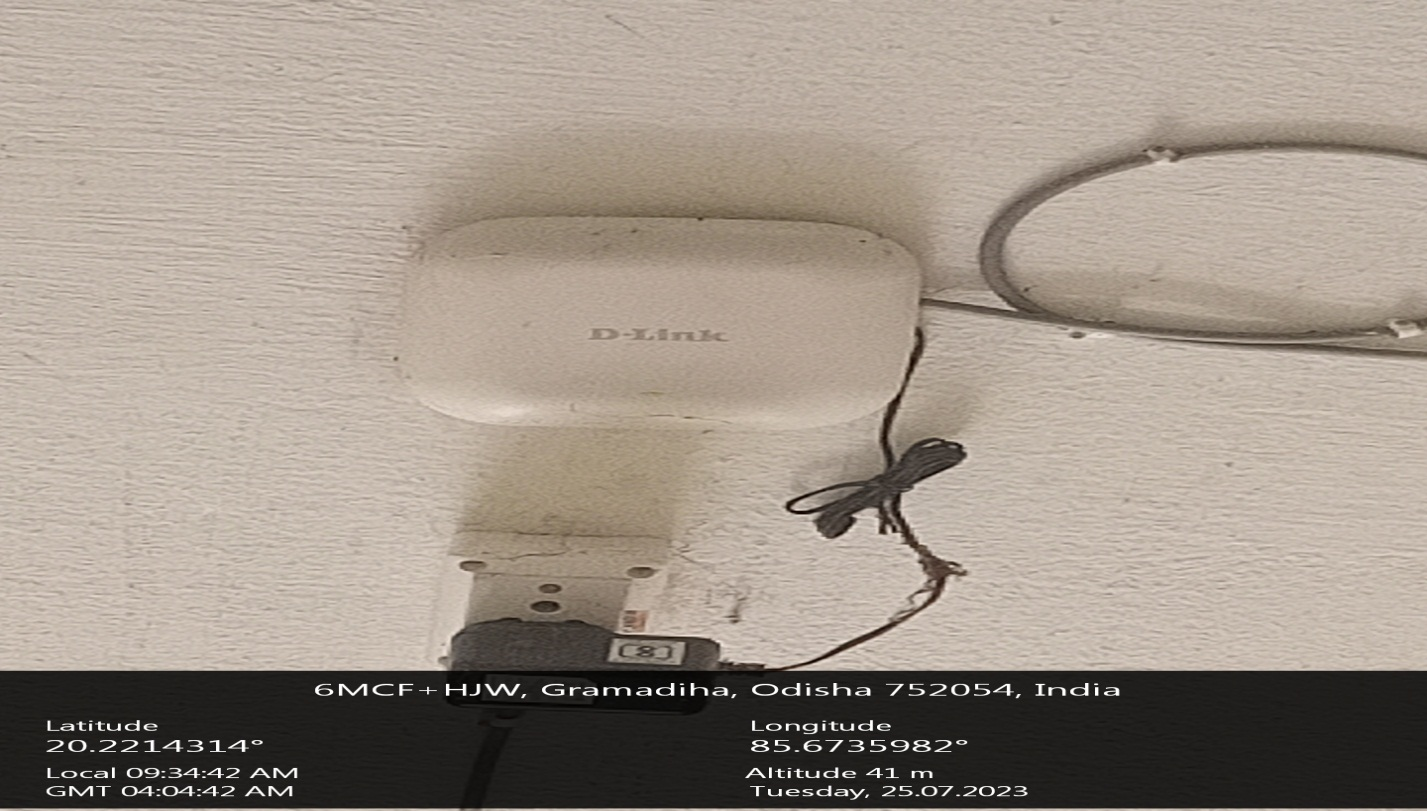 D-Link
6MCF+HJW, Gramadiha, Odisha 752054, India
Latitude
20.2214314°
Longitude
85.6735982°
Local 09:34:42 AM
GMT 04:04:42 AM
Altitude 41 m
Tuesday, 25.07.2023